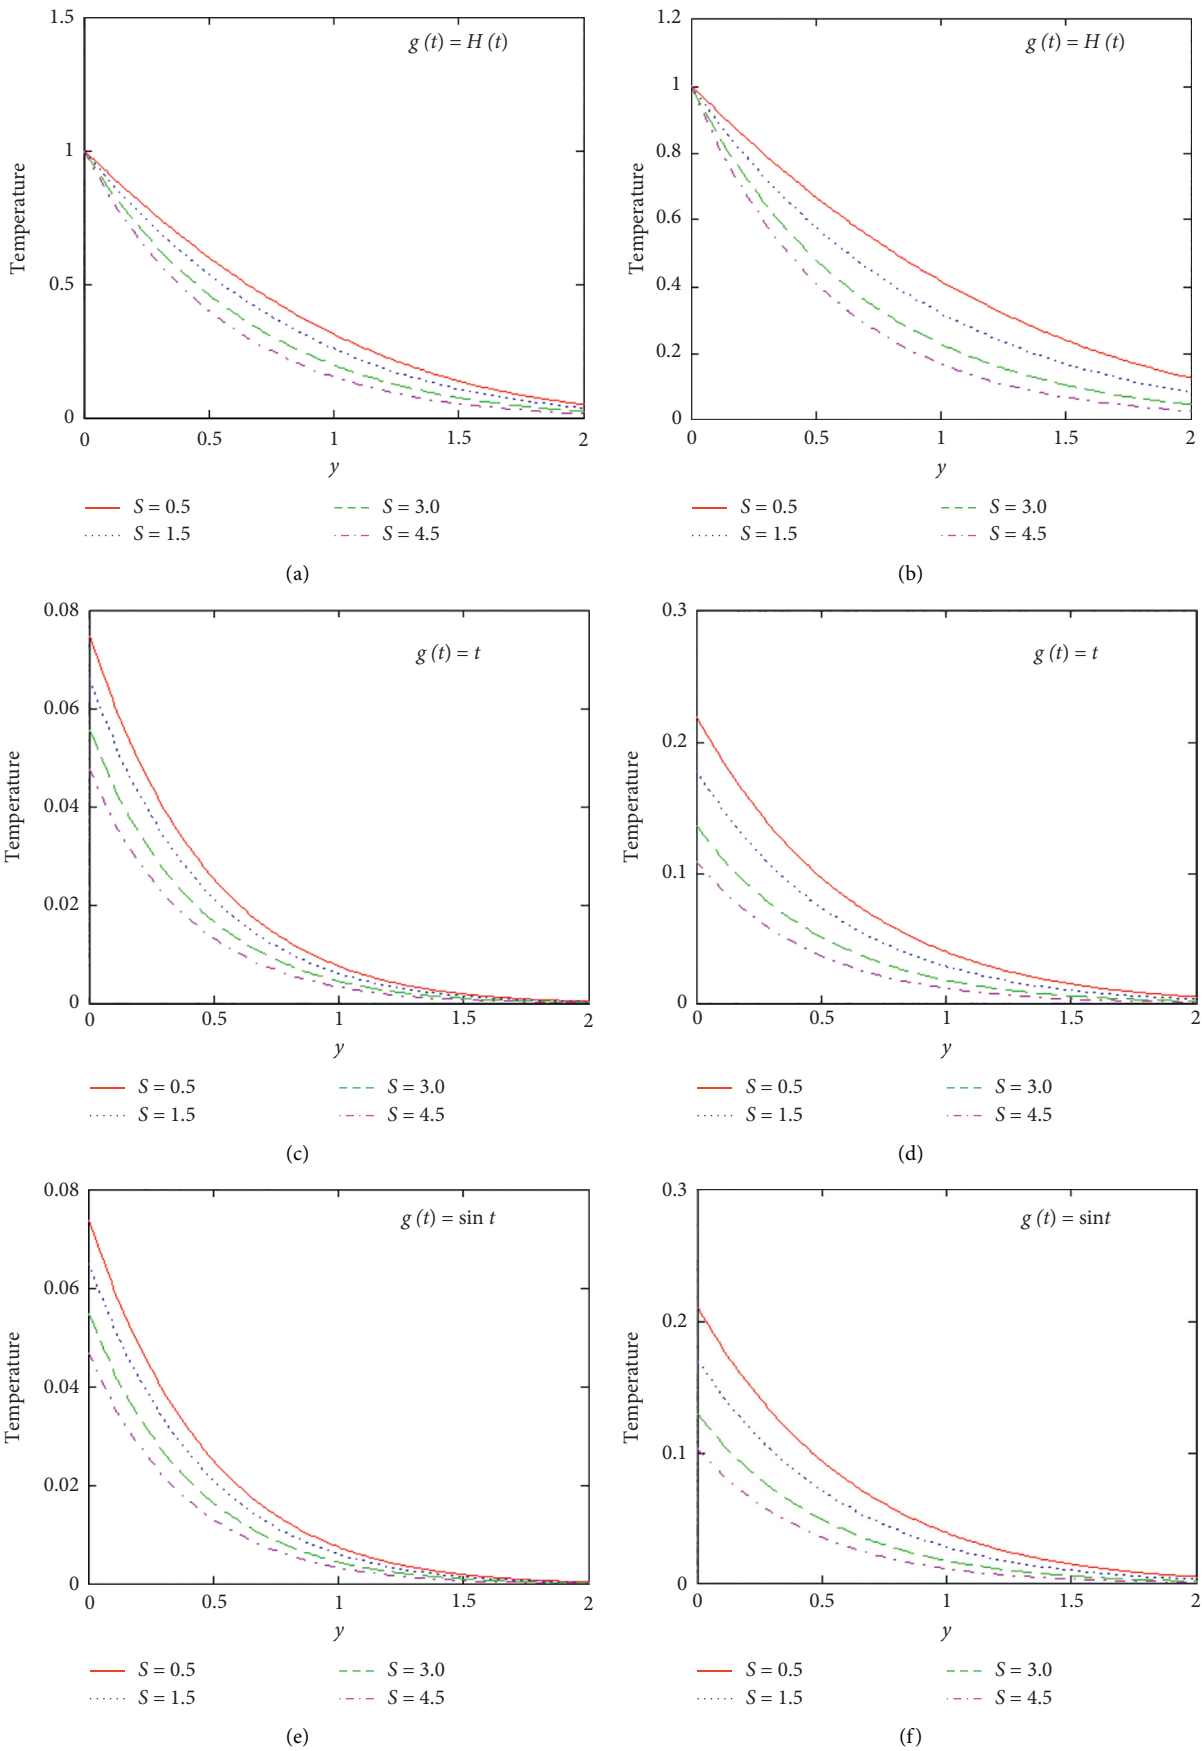 1.5
g (t) = H (t)
1
0.5
0
Temperature
0 0.5 1 1.5 2
y
S = 0.5 S = 3.0
S = 1.5 S = 4.5
(a)
1.2
g (t) = H (t)
1
0.8
0.6
0.4
0.2
0
Temperature
0 0.5 1 1.5 2
y
S = 0.5 S = 3.0
S = 1.5 S = 4.5
(b)
0.08
g (t) = t
0.06
0.04
0.02
0
Temperature
0 0.5 1 1.5 2
y
S = 0.5 S = 3.0
S = 1.5 S = 4.5
(c)
0.3
g (t) = t
0.2
0.1
0
Temperature
0 0.5 1 1.5 2
y
S = 0.5 S = 3.0
S = 1.5 S = 4.5
(d)
0.08
g (t) = sin t
0.06
0.04
0.02
0
Temperature
0 0.5 1 1.5 2
y
S = 0.5 S = 3.0
S = 1.5 S = 4.5
(e)
0.3
g (t) = sint
0.2
0.1
0
Temperature
0 0.5 1 1.5 2
y
S = 0.5 S = 3.0
S = 1.5 S = 4.5
(f)